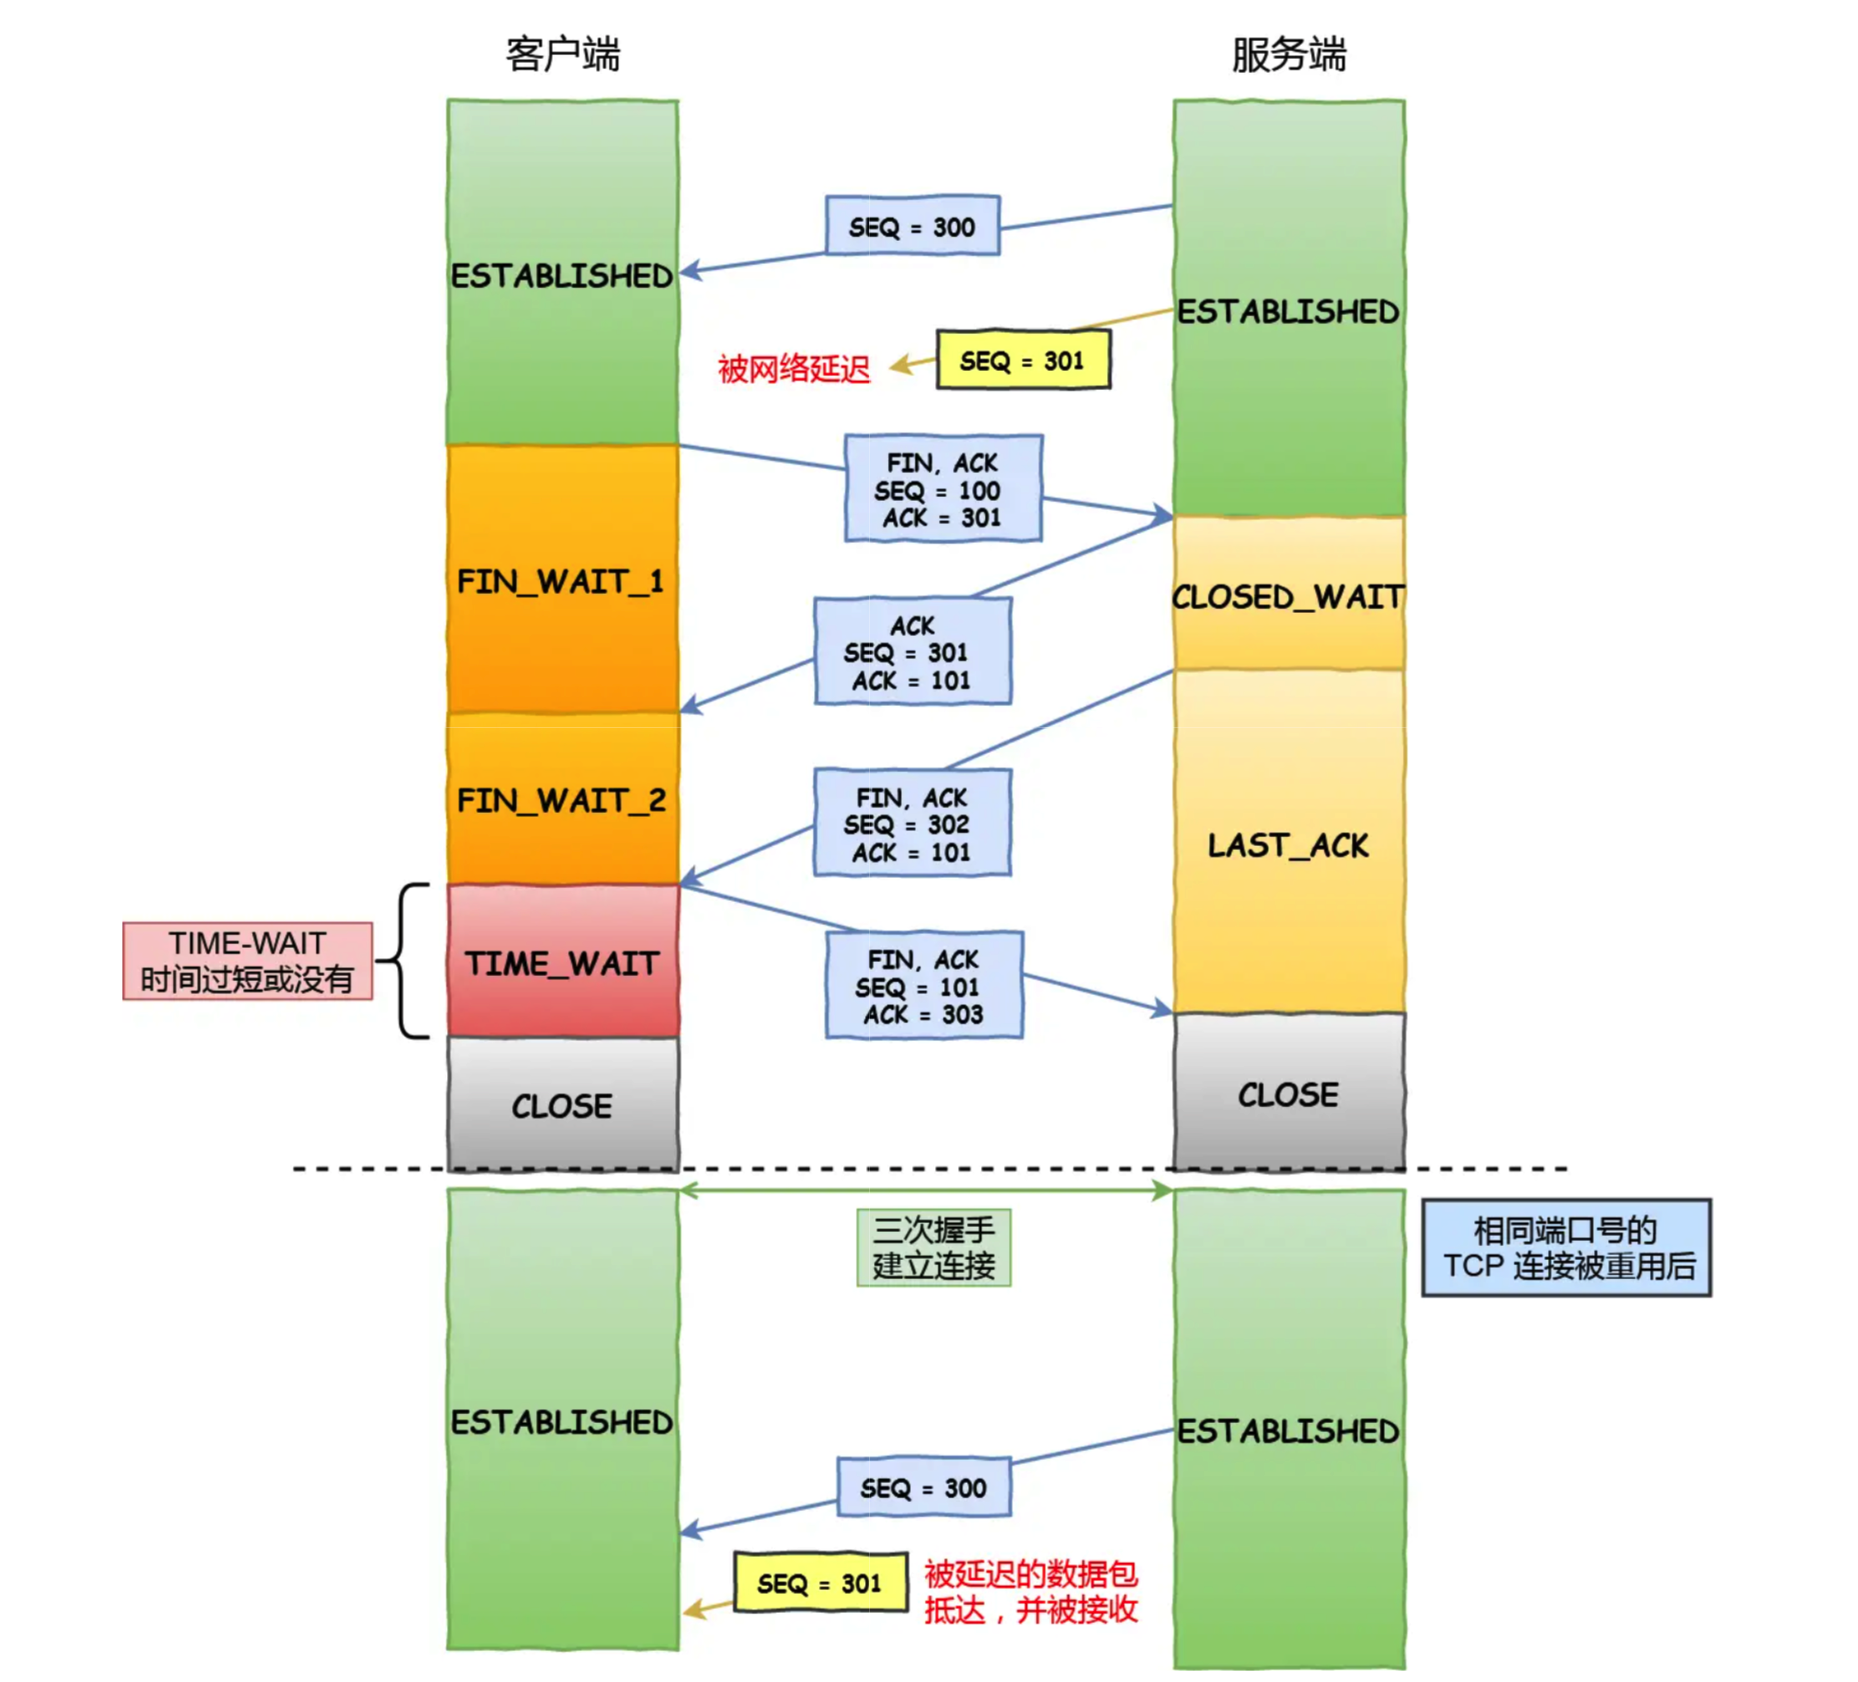 客户端
服务端
SEQ = 300
ESTABLISHED
ESTABLISHED
SEQ = 301
被网络延迟
FIN, ACK
SEQ = 100
ACK = 301
FIN_WAIT_1
CLOSED_WAIT
ACK
SEQ = 301
ACK = 101
FIN_WAIT_2
FIN, ACK
SEQ = 302
ACK = 101
LAST_ACK
TIME-WAIT
时间过短或没有
TIME_WAIT
FIN, ACK
SEQ = 101
ACK = 303
CLOSE
CLOSE
三次握手
建立连接
相同端口号的
TCP 连接被重用后
ESTABLISHED
ESTABLISHED
SEQ = 300
SEQ = 301
被延迟的数据包
抵达，并被接收